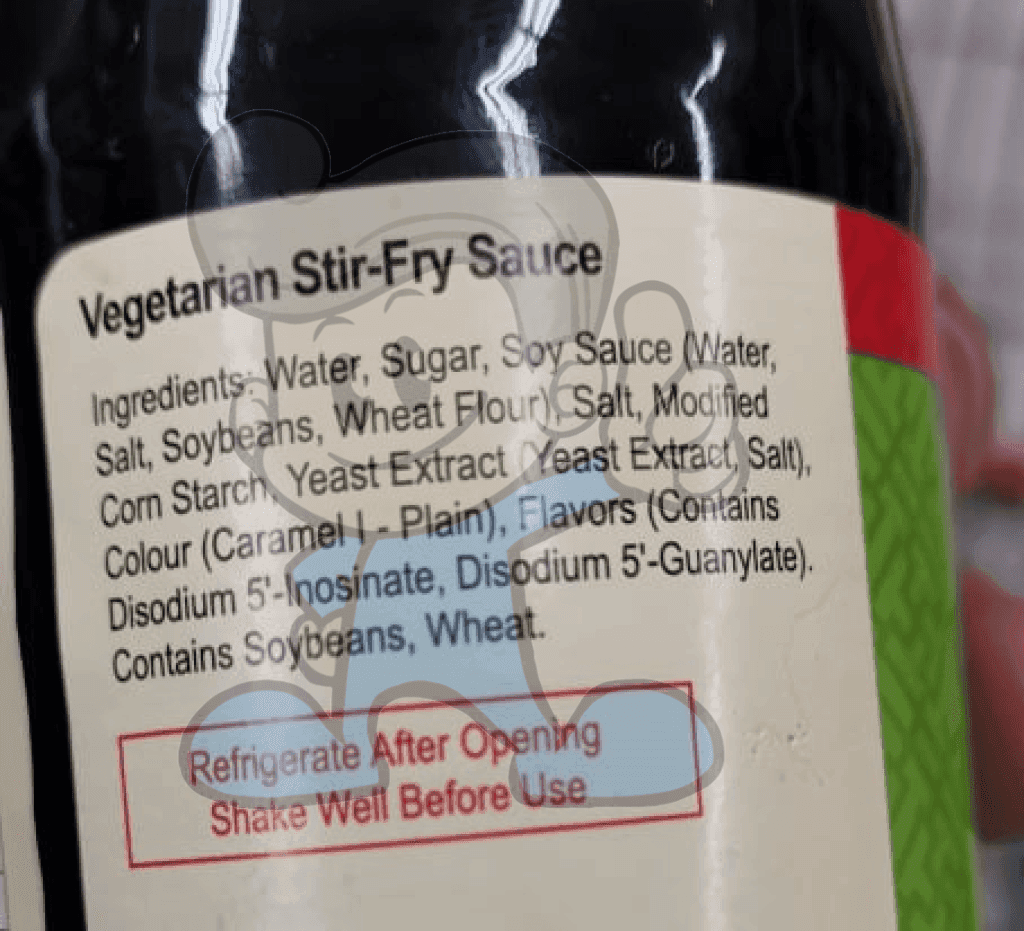 Vegetarian Stir-Fry Sauce
Ingredients: Water, Sugar, Soy Sauce (Water,
Salt, Soybeans, Wheat Flour), Salt, Modified
Corn Starch, Yeast Extract (Yeast Extract, Salt),
Colour (Caramel I - Plain), Flavors (Contains
Disodium 5'-Inosinate, Disodium 5'-Guanylate).
Contains Soybeans, Wheat.
Refrigerate After Opening
Shake Well Before Use